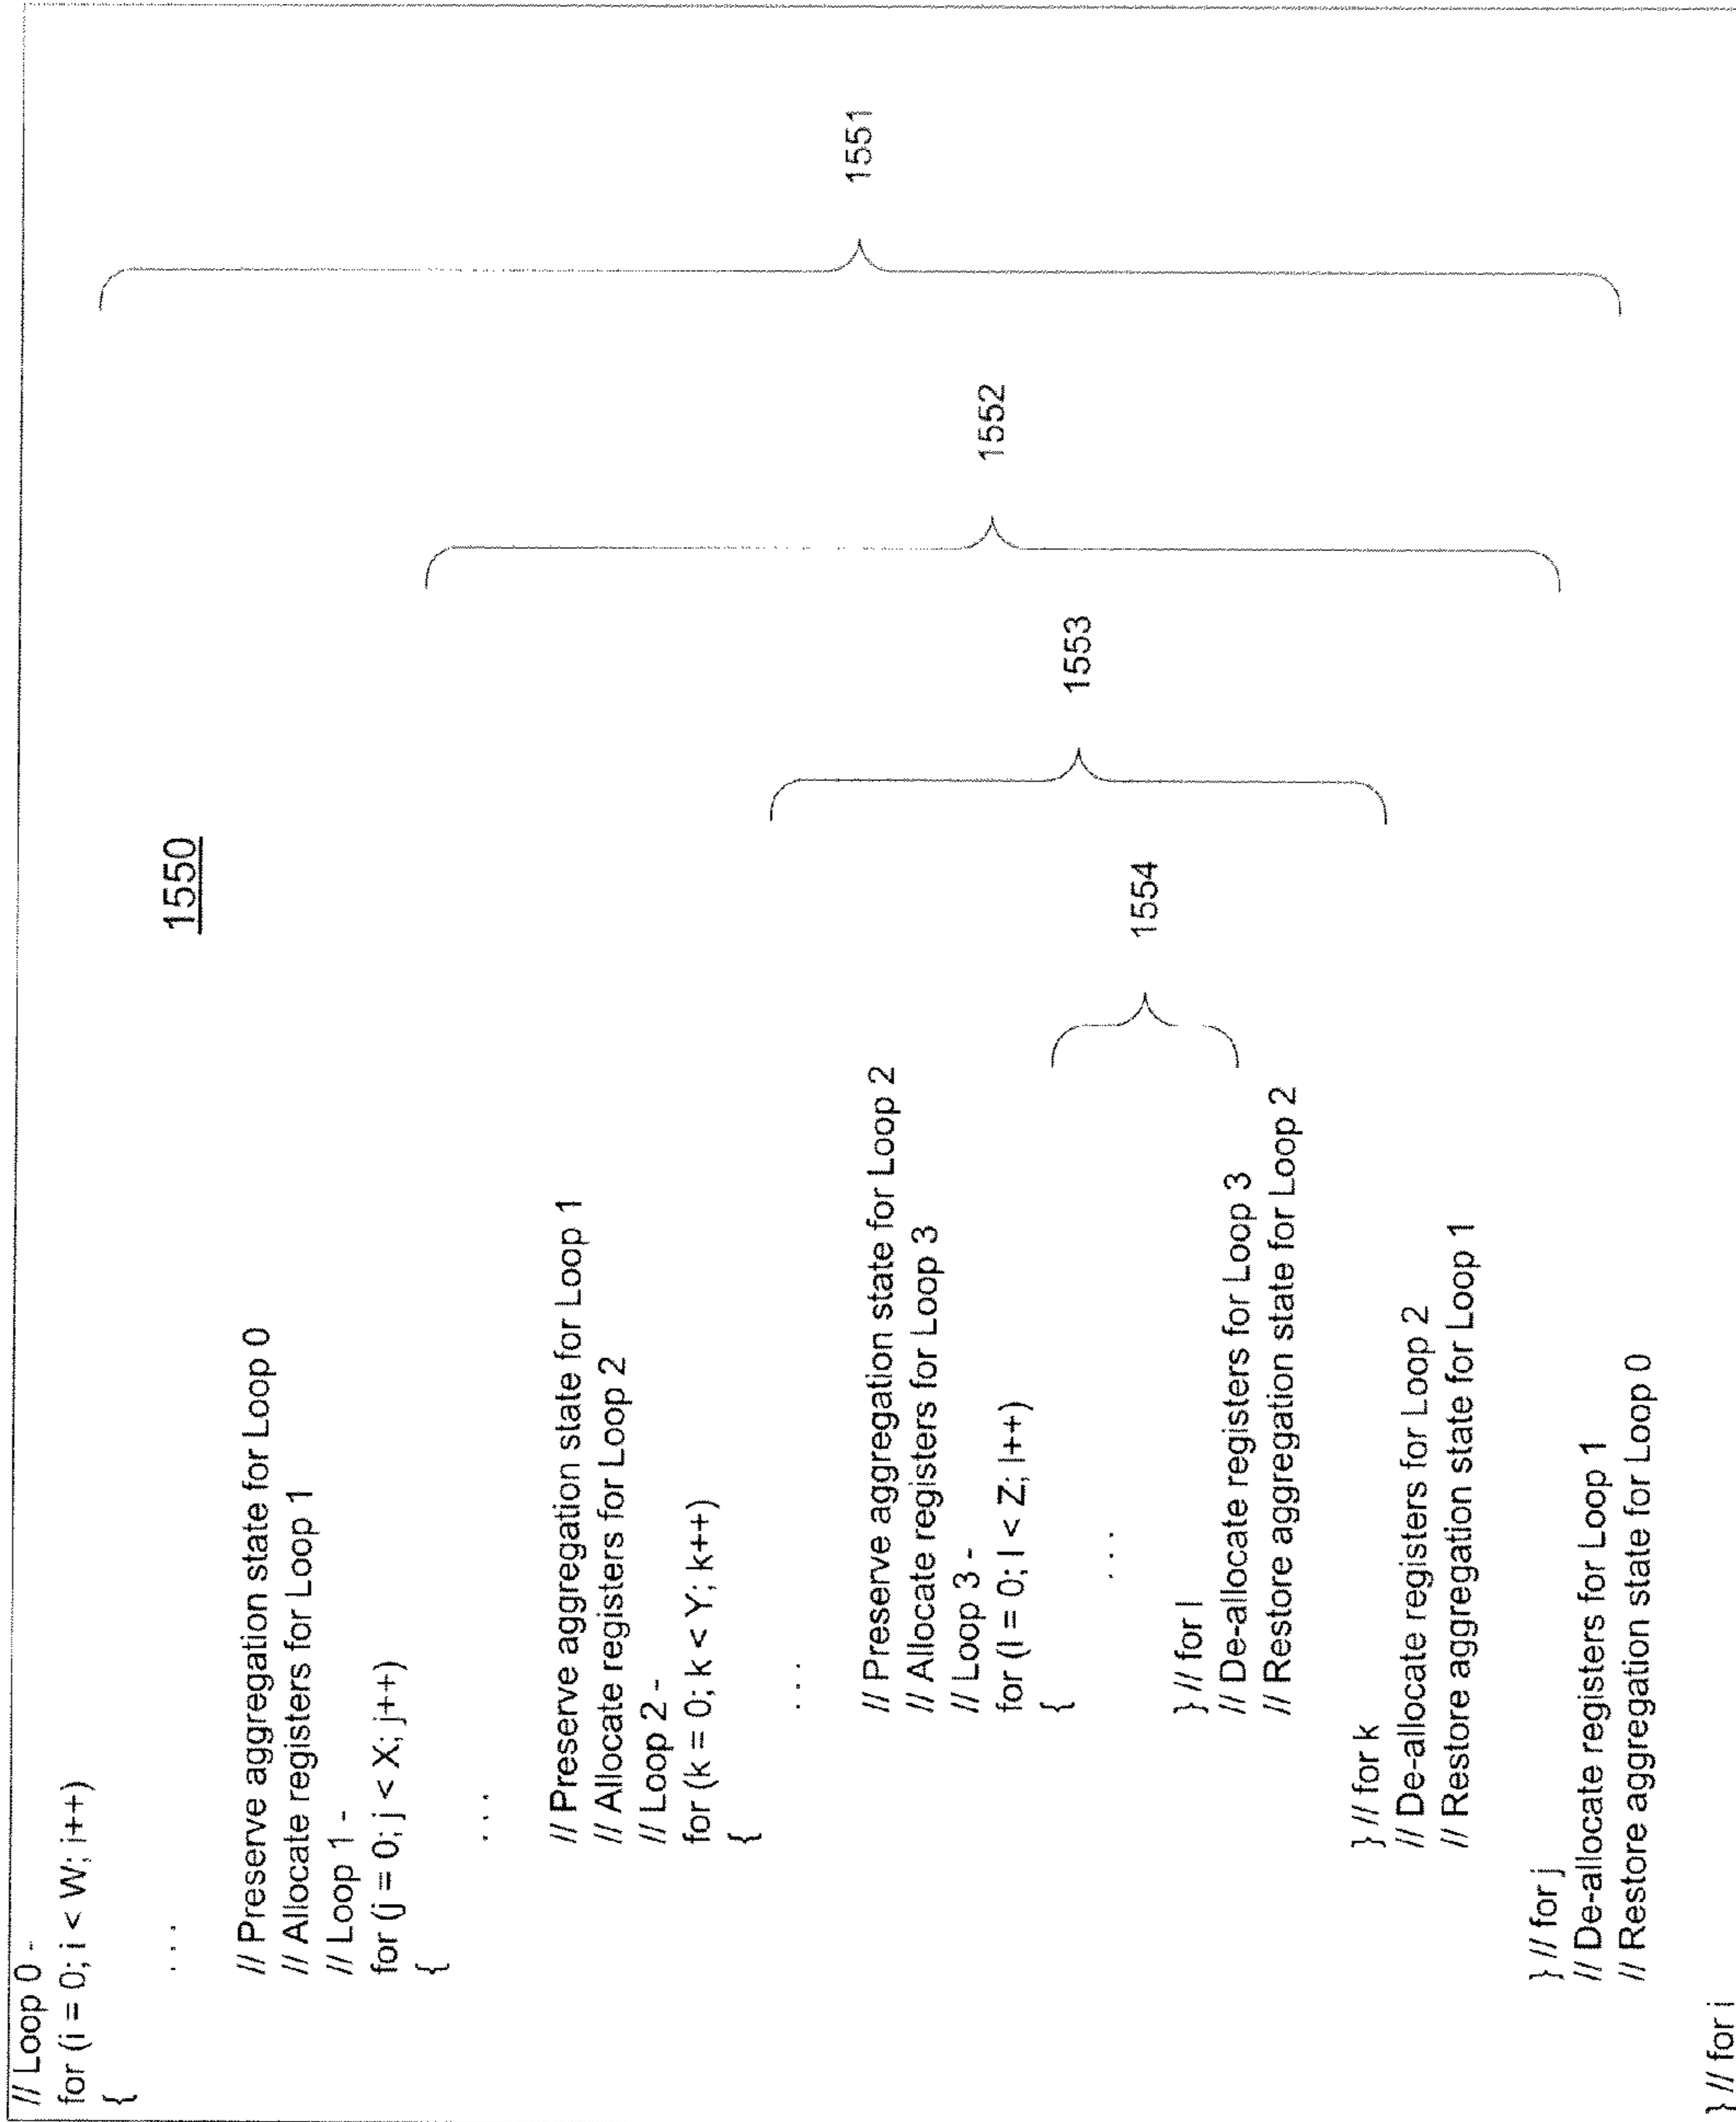 // Loop 0 -
for (i = 0; i < W; i++)
{
. . .
1550
// Preserve aggregation state for Loop 0
// Allocate registers for Loop 1
// Loop 1 -
for (j = 0; j < X; j++)
{
. . .
// Preserve aggregation state for Loop 1
// Allocate registers for Loop 2
// Loop 2 -
for (k = 0; k < Y; k++)
{
. . .
// Preserve aggregation state for Loop 2
// Allocate registers for Loop 3
// Loop 3 -
for (l = 0; l < Z; l++)
{
. . .
} // for l
// De-allocate registers for Loop 3
// Restore aggregation state for Loop 2
} // for k
// De-allocate registers for Loop 2
// Restore aggregation state for Loop 1
} // for j
// De-allocate registers for Loop 1
// Restore aggregation state for Loop 0
} // for i
1554
1553
1552
1551